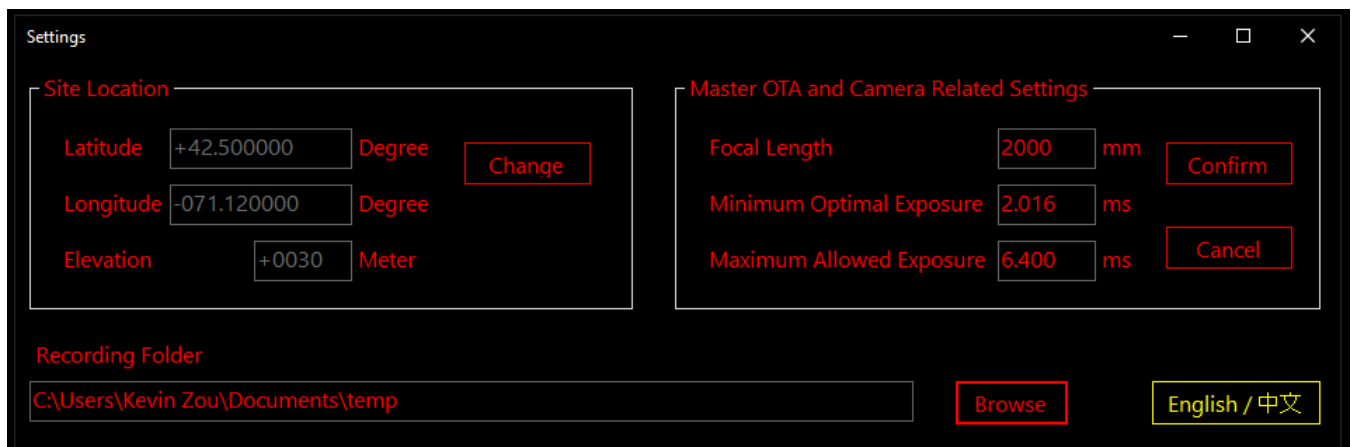 Settings
Site Location
Latitude +42.500000 Degree
Change
Longitude -071.120000 Degree
Elevation +0030 Meter
Master OTA and Camera Related Settings
Focal Length 2000 mm
Confirm
Minimum Optimal Exposure 2.016 ms
Maximum Allowed Exposure 6.400 ms
Cancel
Recording Folder
C:\Users\Kevin Zou\Documents\temp
Browse
English / 中文